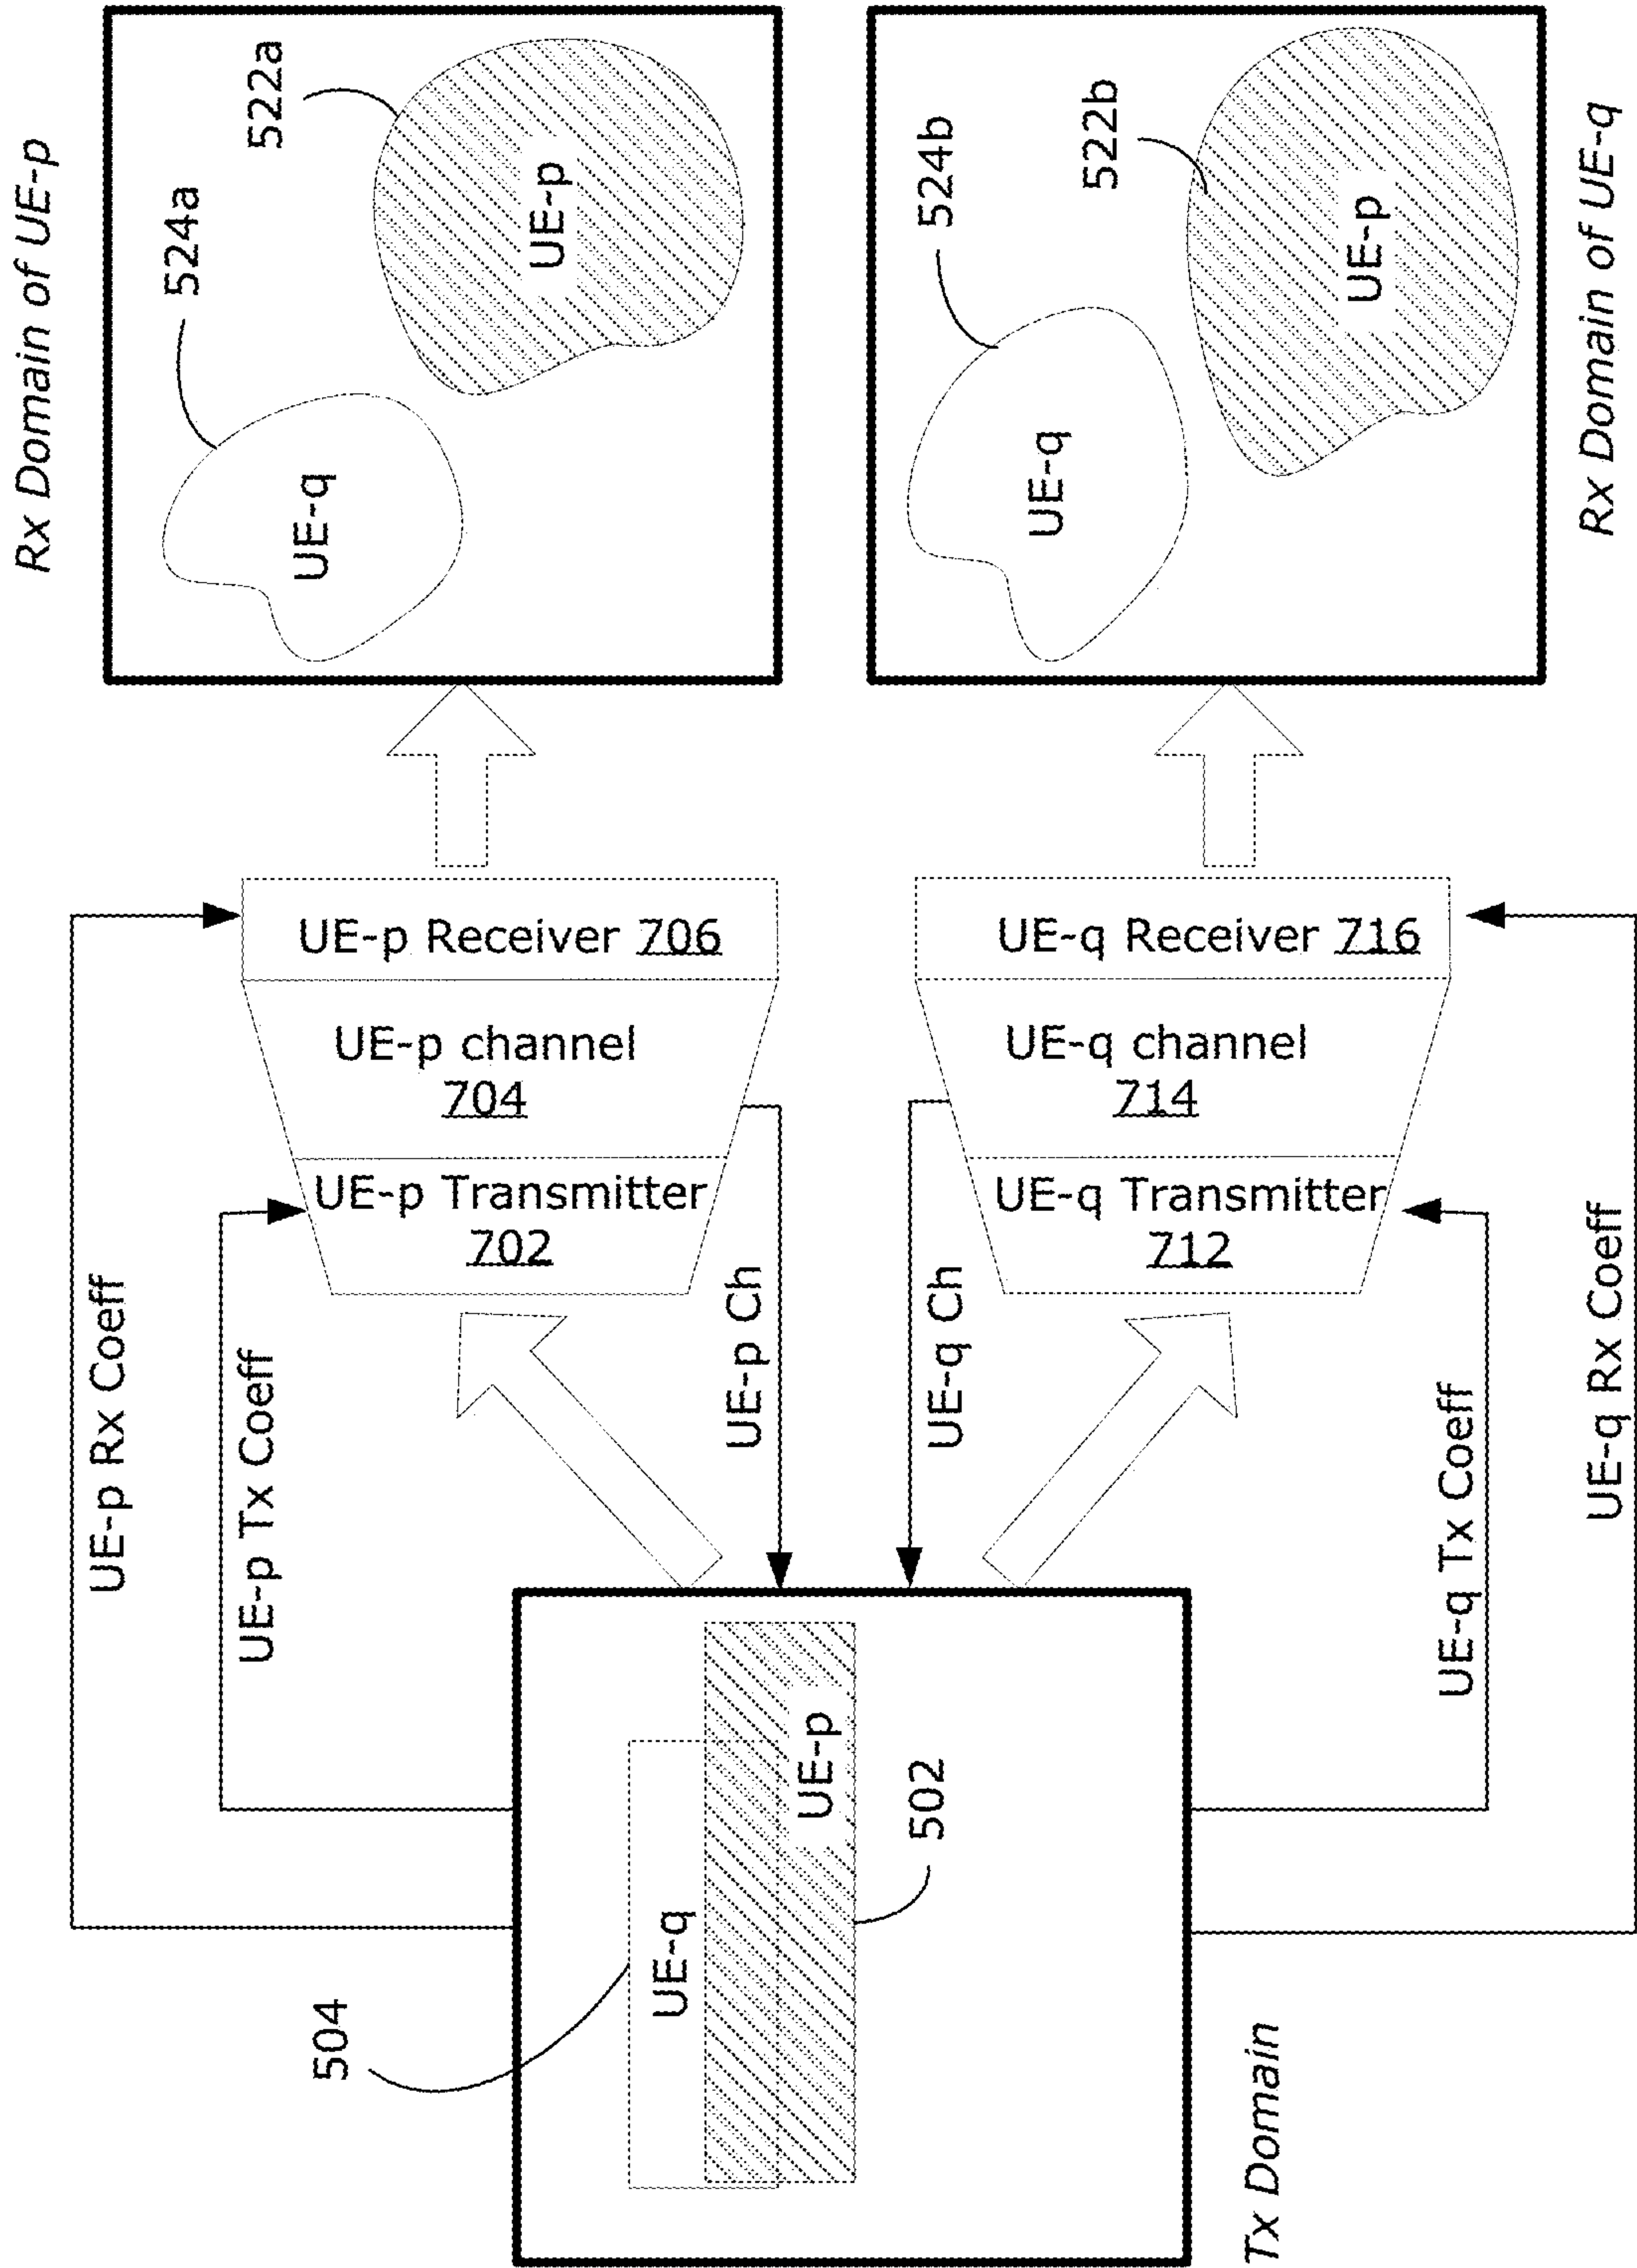 Rx Domain of UE-p
524a
522a
UE-q
UE-p
524b
522b
UE-q
UE-p
Rx Domain of UE-q
UE-p Receiver 706
UE-p channel
704
UE-p Transmitter
702
UE-q Receiver 716
UE-q channel
714
UE-q Transmitter
712
UE-p Rx Coeff
UE-p Tx Coeff
UE-p Ch
UE-q Ch
UE-q Tx Coeff
UE-q Rx Coeff
504
UE-q
UE-p
502
Tx Domain